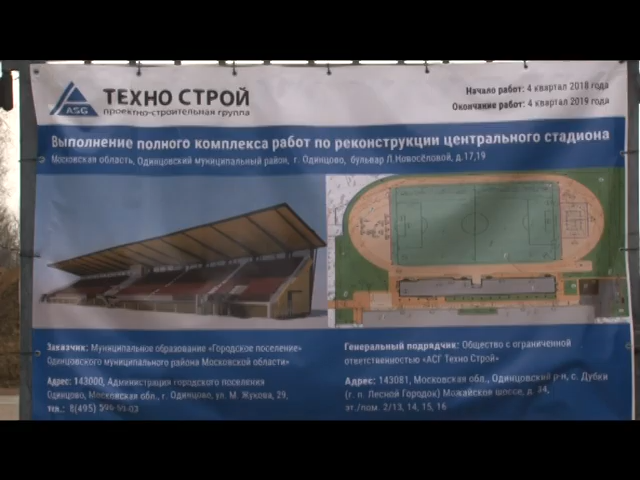 ASG
ТЕХНО СТРОЙ
проектно-строительная группа
Начало работ: 4 квартал 2018 года
Окончание работ: 4 квартал 2019 года
Выполнение полного комплекса работ по реконструкции центрального стадиона
Московская область, Одинцовский муниципальный район, г. Одинцово, бульвар Л.Новосёловой, д.17,19
Заказчик: Муниципальное образование «Городское поселение»
Одинцовского муниципального района Московской области»
Адрес: 143000, Администрация городского поселения
Одинцово, Московская обл., г. Одинцово, ул. М. Жукова, 29,
тел.: 8(495)
Генеральный подрядчик: Общество с ограниченной
ответственностью «АСГ Техно Строй»
Адрес: 143081, Московская обл., Одинцовский р-н, с. Дубки
(г. п. Лесной Городок) Можайское шоссе, д. 34,
эт./пом. 2/13, 14, 15, 16